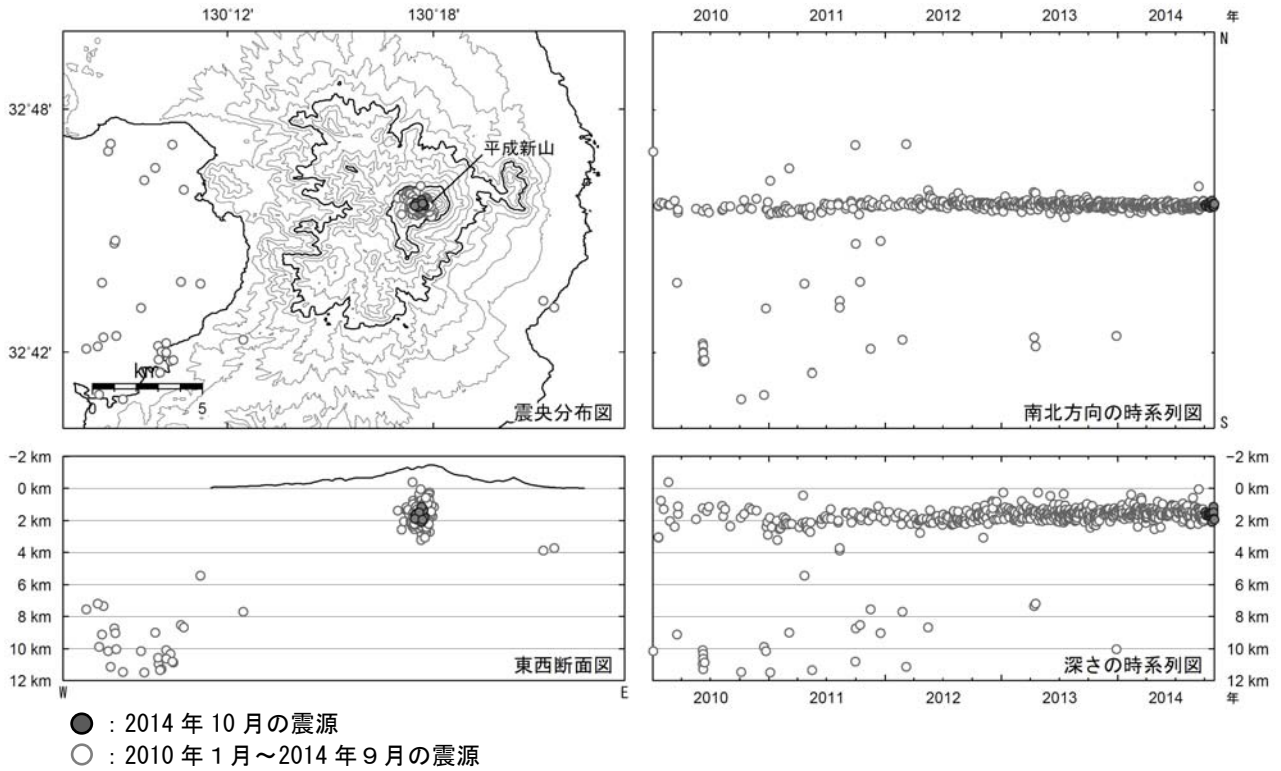 130°12'
130°18'
32°48'
平成新山
32°42'
km
5
震央分布図
2010
2011
2012
2013
2014
年
N
南北方向の時系列図
S
-2 km
0 km
2 km
4 km
6 km
8 km
10 km
12 km
東西断面図
W
E
-2 km
0 km
2 km
4 km
6 km
8 km
10 km
12 km
深さの時系列図
2010
2011
2012
2013
2014
年
:2014 年 10 月の震源
:2010 年1月~2014 年9月の震源